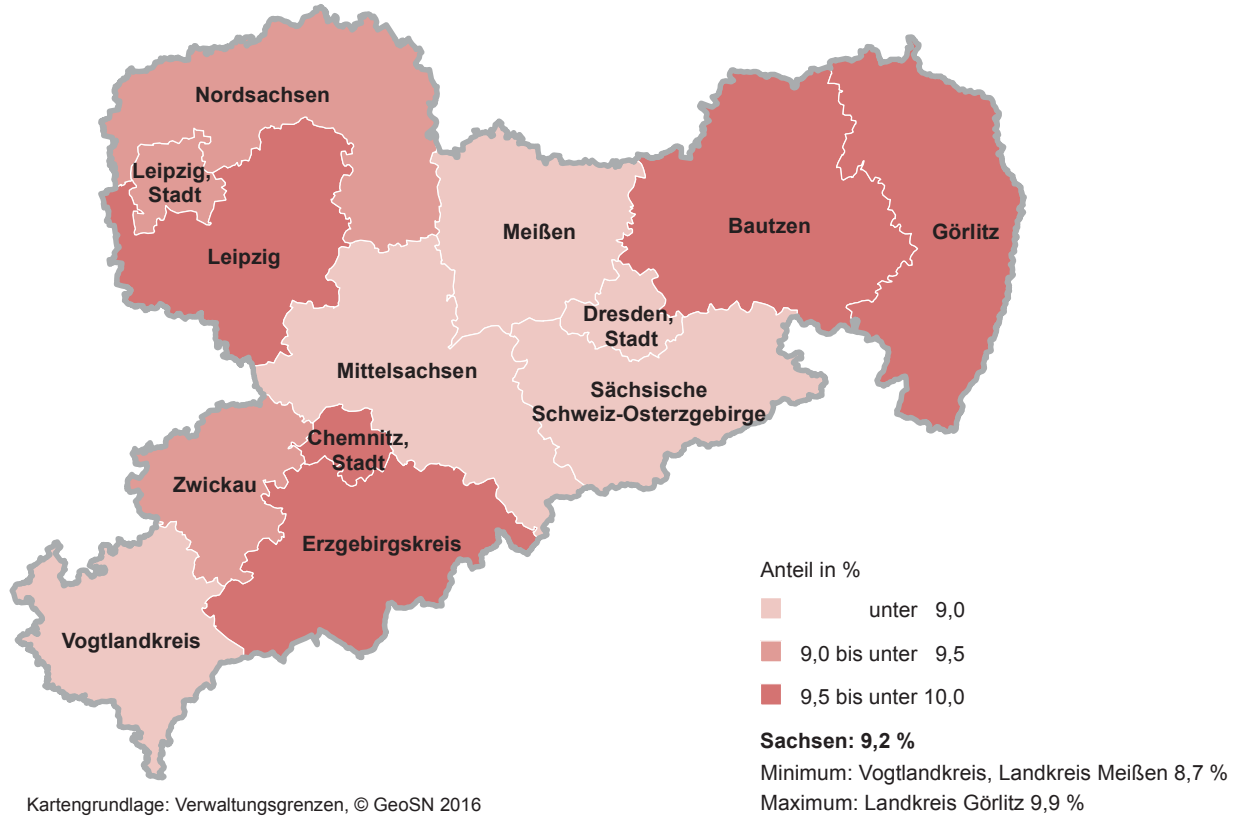 Nordsachsen
Leipzig,
Stadt
Leipzig
Meißen
Bautzen
Görlitz
Dresden,
Stadt
Mittelsachsen
Sächsische
Schweiz-Osterzgebirge
Chemnitz,
Stadt
Zwickau
Erzgebirgskreis
Vogtlandkreis
Anteil in %
unter 9,0
9,0 bis unter 9,5
9,5 bis unter 10,0
Sachsen: 9,2 %
Minimum: Vogtlandkreis, Landkreis Meißen 8,7 %
Maximum: Landkreis Görlitz 9,9 %
Kartengrundlage: Verwaltungsgrenzen, © GeoSN 2016